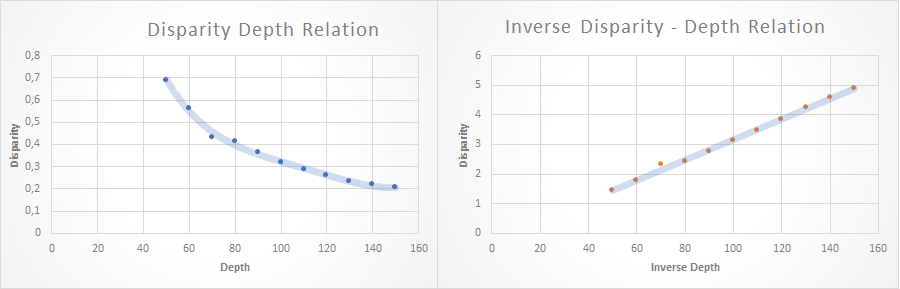 Disparity Depth Relation
0,8
0,7
0,6
0,5
0,4
0,3
0,2
0,1
0
Disparity
0 20 40 60 80 100 120 140 160
Depth
Inverse Disparity - Depth Relation
6
5
4
3
2
1
0
Disparity
0 20 40 60 80 100 120 140 160
Inverse Depth